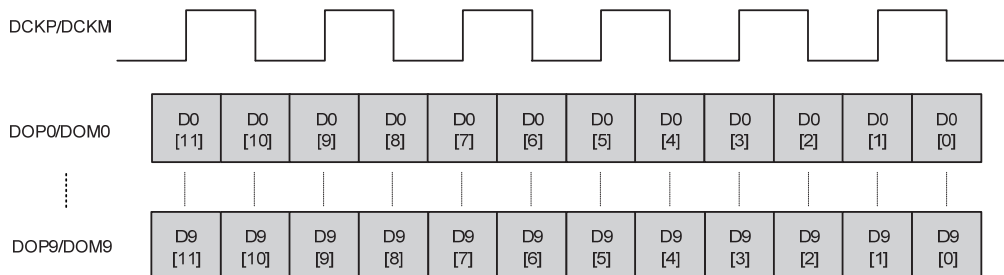 DCKP/DCKM
DOP0/DOM0
D0 D0 D0 D0 D0 D0 D0 D0 D0 D0 D0 D0
[11] [10] [9] [8] [7] [6] [5] [4] [3] [2] [1] [0]
DOP9/DOM9
D9 D9 D9 D9 D9 D9 D9 D9 D9 D9 D9 D9
[11] [10] [9] [8] [7] [6] [5] [4] [3] [2] [1] [0]